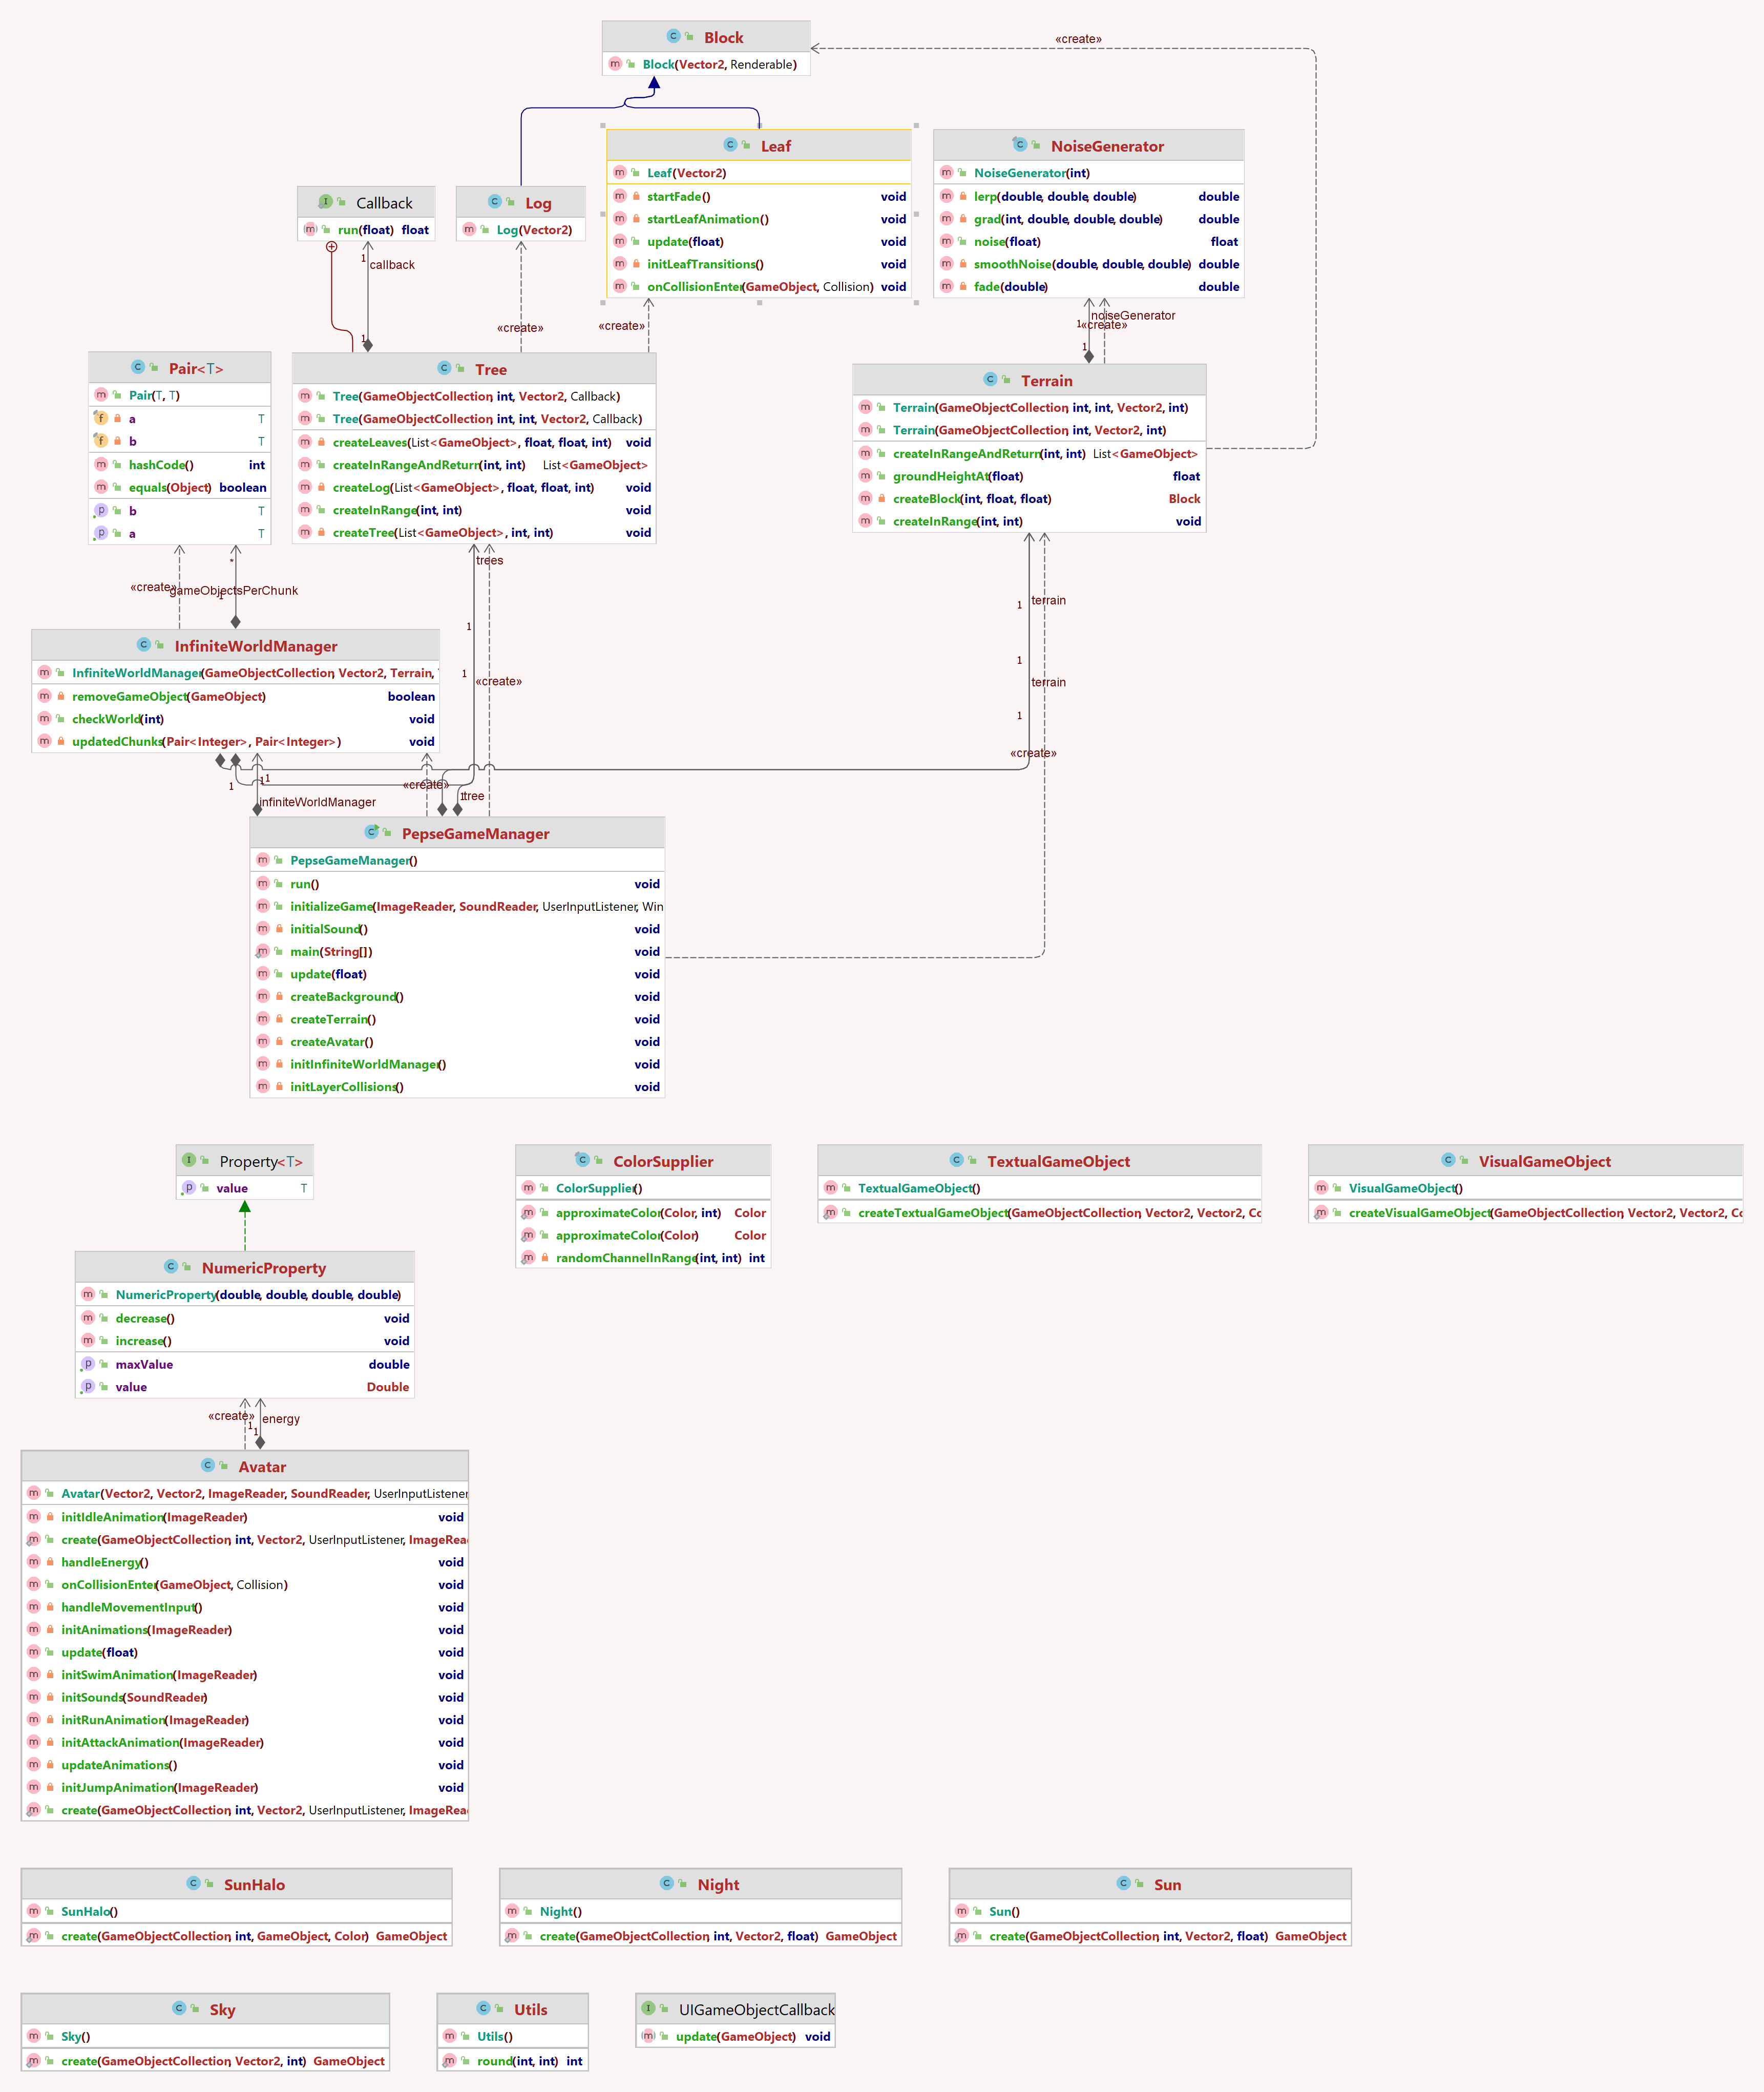 Block
Block(Vector2, Renderable)
«create»
Leaf
Leaf(Vector2)
startFade() void
startLeafAnimation() void
update(float) void
initLeafTransitions() void
onCollisionEnter(GameObject, Collision) void
NoiseGenerator
NoiseGenerator(int)
lerp(double, double, double) double
grad(int, double, double, double) double
noise(float) float
smoothNoise(double, double, double) double
fade(double) double
Callback
run(float) float
Log
Log(Vector2)
1
callback
1
«create»
«create»
noiseGenerator
1
«create»
1
Pair<T>
Pair(T, T)
a T
b T
hashCode() int
equals(Object) boolean
b T
a T
Tree
Tree(GameObjectCollection, int, Vector2, Callback)
Tree(GameObjectCollection, int, int, Vector2, Callback)
createLeaves(List<GameObject>, float, float, int) void
createInRangeAndReturn(int, int) List<GameObject>
createLog(List<GameObject>, float, float, int) void
createInRange(int, int) void
createTree(List<GameObject>, int, int) void
Terrain
Terrain(GameObjectCollection, int, int, Vector2, int)
Terrain(GameObjectCollection, int, Vector2, int)
createInRangeAndReturn(int, int) List<GameObject>
groundHeightAt(float) float
createBlock(int, float, float) Block
createInRange(int, int) void
*
«create»
gameObjectsPerChunk
1
trees
1
1
«create»
1
terrain
1
terrain
1
«create»
InfiniteWorldManager
InfiniteWorldManager(GameObjectCollection, Vector2, Terrain,
removeGameObject(GameObject) boolean
checkWorld(int) void
updatedChunks(Pair<Integer>, Pair<Integer>) void
1
1
1
«create»
1
tree
infiniteWorldManager
PepseGameManager
PepseGameManager()
run() void
initializeGame(ImageReader, SoundReader, UserInputListener, Win
initialSound() void
main(String[]) void
update(float) void
createBackground() void
createTerrain() void
createAvatar() void
initInfiniteWorldManager() void
initLayerCollisions() void
Property<T>
value T
ColorSupplier
ColorSupplier()
approximateColor(Color, int) Color
approximateColor(Color) Color
randomChannelInRange(int, int) int
TextualGameObject
TextualGameObject()
createTextualGameObject(GameObjectCollection, Vector2, Vector2, Co
VisualGameObject
VisualGameObject()
createVisualGameObject(GameObjectCollection, Vector2, Vector2, Co
NumericProperty
NumericProperty(double, double, double, double)
decrease() void
increase() void
maxValue double
value Double
«create»
energy
1
1
Avatar
Avatar(Vector2, Vector2, ImageReader, SoundReader, UserInputListener
initIdleAnimation(ImageReader) void
create(GameObjectCollection, int, Vector2, UserInputListener, ImageRea
handleEnergy() void
onCollisionEnter(GameObject, Collision) void
handleMovementInput() void
initAnimations(ImageReader) void
update(float) void
initSwimAnimation(ImageReader) void
initSounds(SoundReader) void
initRunAnimation(ImageReader) void
initAttackAnimation(ImageReader) void
updateAnimations() void
initJumpAnimation(ImageReader) void
create(GameObjectCollection, int, Vector2, UserInputListener, ImageRea
SunHalo
SunHalo()
create(GameObjectCollection, int, GameObject, Color) GameObject
Night
Night()
create(GameObjectCollection, int, Vector2, float) GameObject
Sun
Sun()
create(GameObjectCollection, int, Vector2, float) GameObject
Sky
Sky()
create(GameObjectCollection, Vector2, int) GameObject
Utils
Utils()
round(int, int) int
UIGameObjectCallback
update(GameObject) void